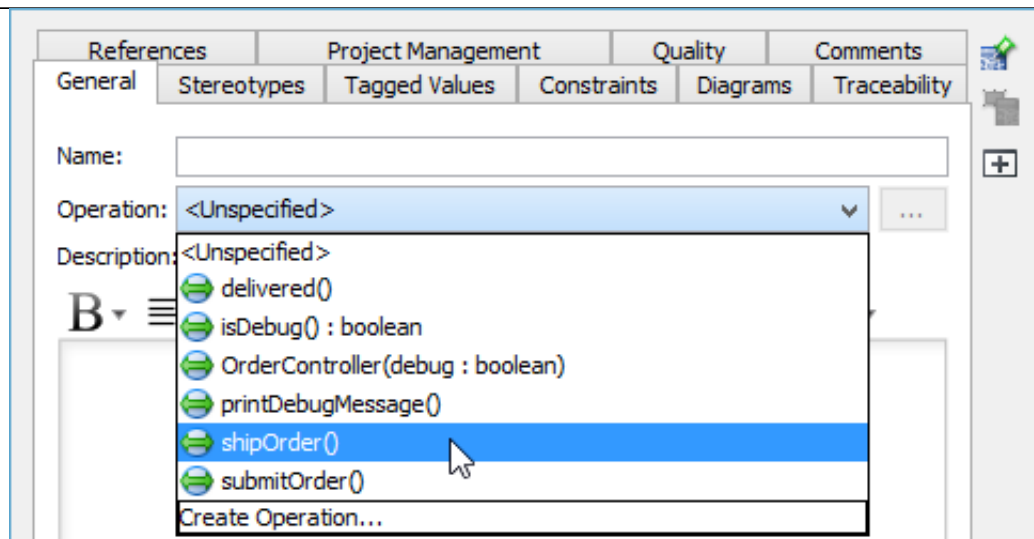 References Project Management Quality Comments
General Stereotypes Tagged Values Constraints Diagrams Traceability
Name:
Operation: <Unspecified> ...
Description:
<Unspecified>
delivered()
B
isDebug() : boolean
OrderController(debug : boolean)
printDebugMessage()
shipOrder()
submitOrder()
Create Operation...